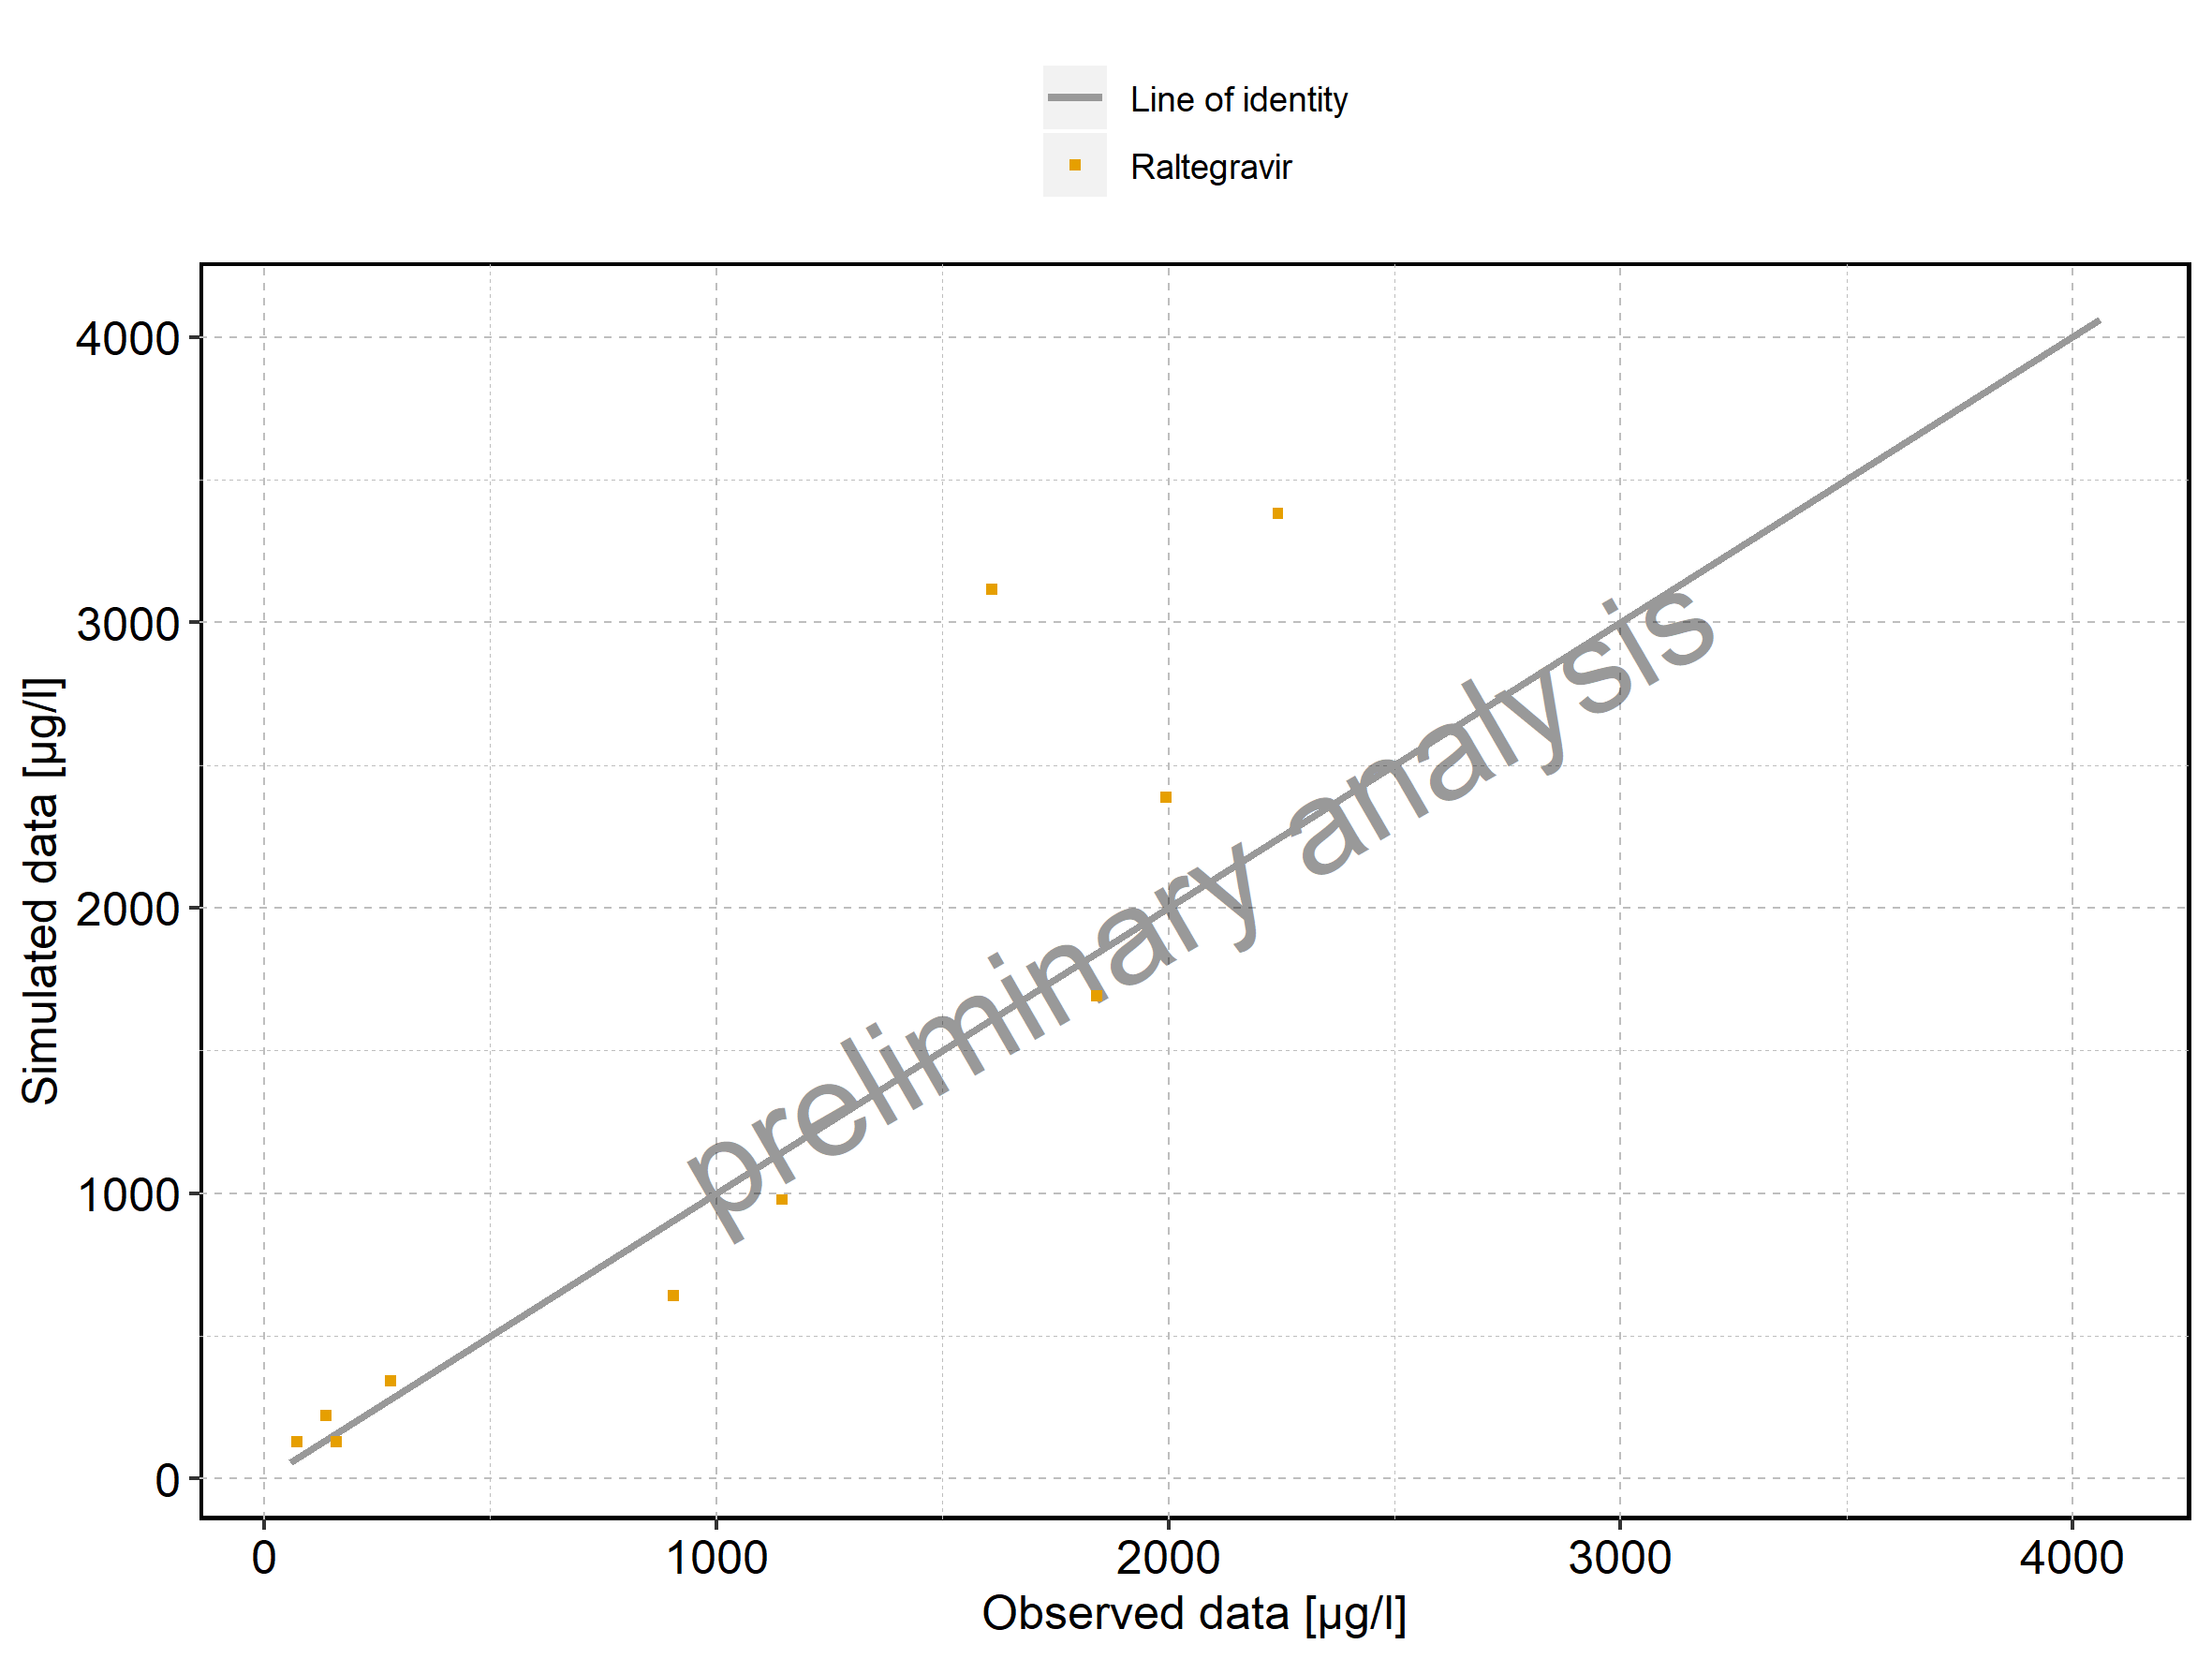 Line of identity
Raltegravir
4000
3000
2000
1000
0
Simulated data [µg/l]
preliminary analysis
0 1000 2000 3000 4000
Observed data [µg/l]